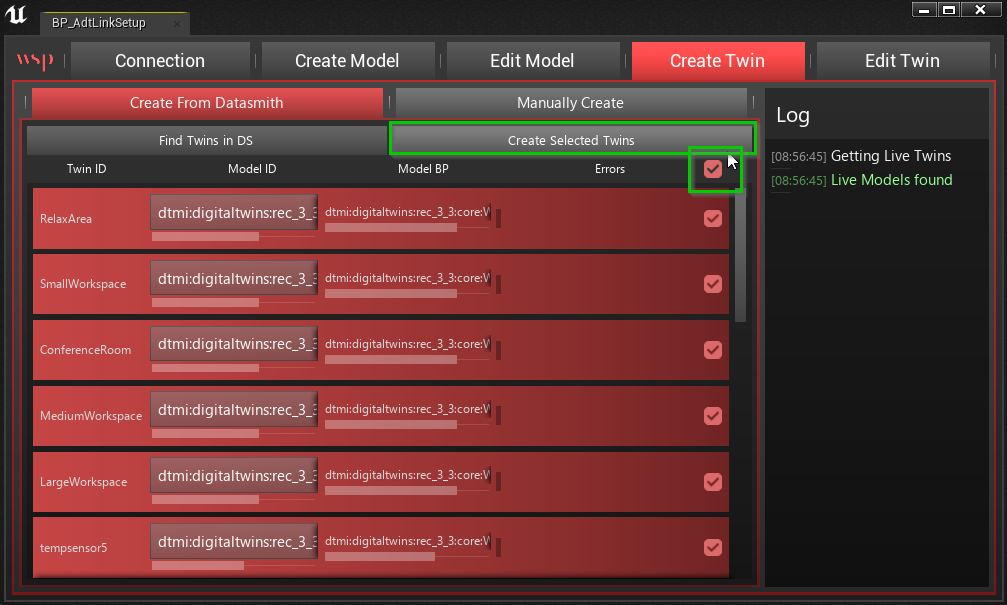 BP_AdtLinkSetup
wsp
Connection
Create Model
Edit Model
Create Twin
Edit Twin
Create From Datasmith
Manually Create
Find Twins in DS
Create Selected Twins
Twin ID
Model ID
Model BP
Errors
RelaxArea
dtmi:digitaltwins:rec_3_3
dtmi:digitaltwins:rec_3_3:core:
SmallWorkspace
dtmi:digitaltwins:rec_3_3
dtmi:digitaltwins:rec_3_3:core:
ConferenceRoom
dtmi:digitaltwins:rec_3_3
dtmi:digitaltwins:rec_3_3:core:
MediumWorkspace
dtmi:digitaltwins:rec_3_3
dtmi:digitaltwins:rec_3_3:core:
LargeWorkspace
dtmi:digitaltwins:rec_3_3
dtmi:digitaltwins:rec_3_3:core:
tempsensor5
dtmi:digitaltwins:rec_3_3
dtmi:digitaltwins:rec_3_3:core:
Log
[08:56:45] Getting Live Twins
[08:56:45] Live Models found